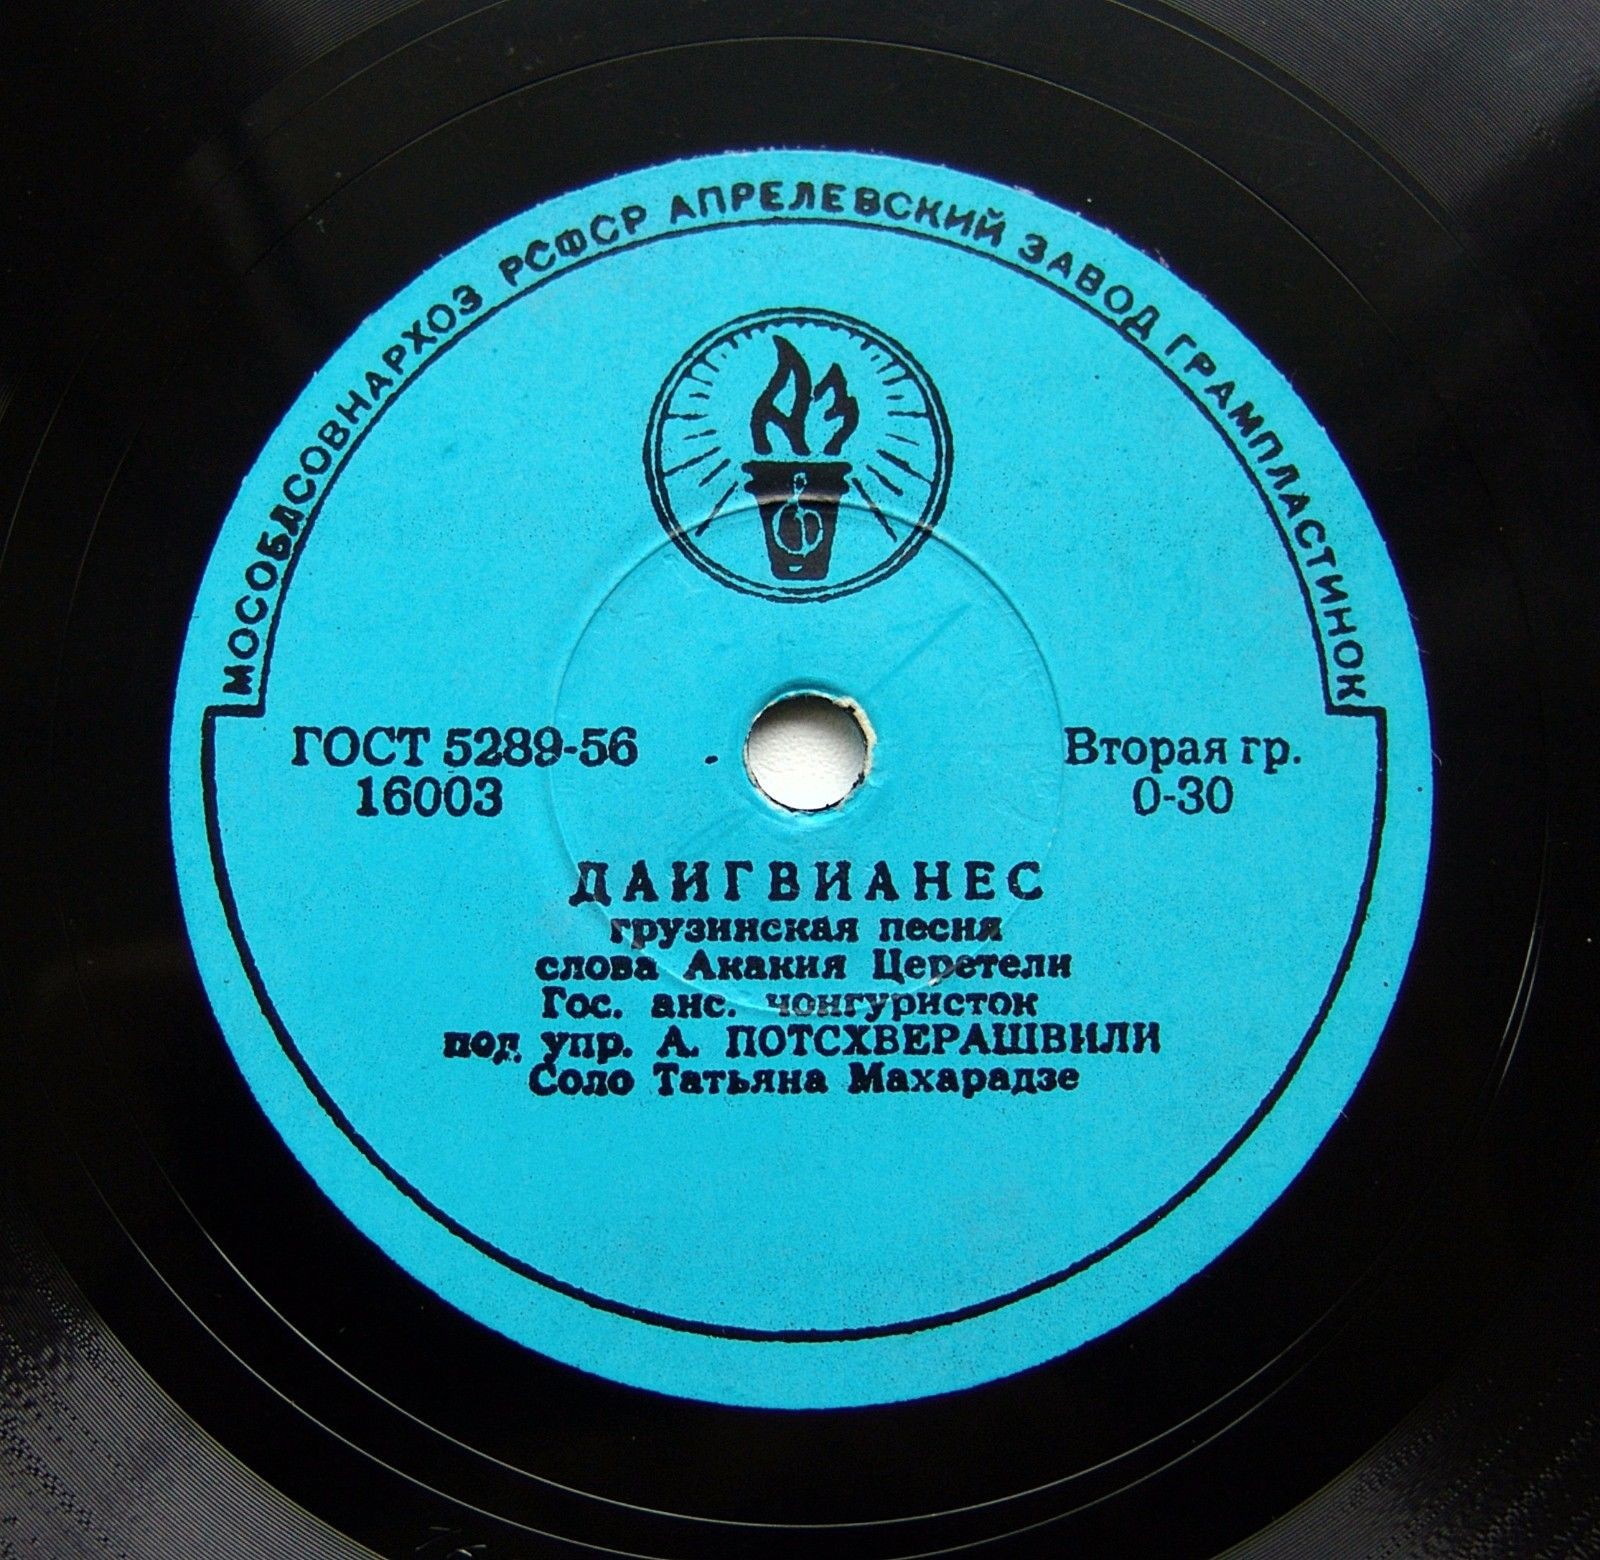 МОСОБЛСОВНАРХОЗ РСФСР АПРЕЛЕВСКИЙ ЗАВОД ГРАМПЛАСТИНОК
АЗ
ГОСТ 5289-56
16003
Вторая гр.
0-30
ДАИГВИАНЕС
грузинская песня
слова Акакия Церетели
Гос. анс. чонгуристок
под упр. А. ПОТСХВЕРАШВИЛИ
Соло Татьяна Махарадзе